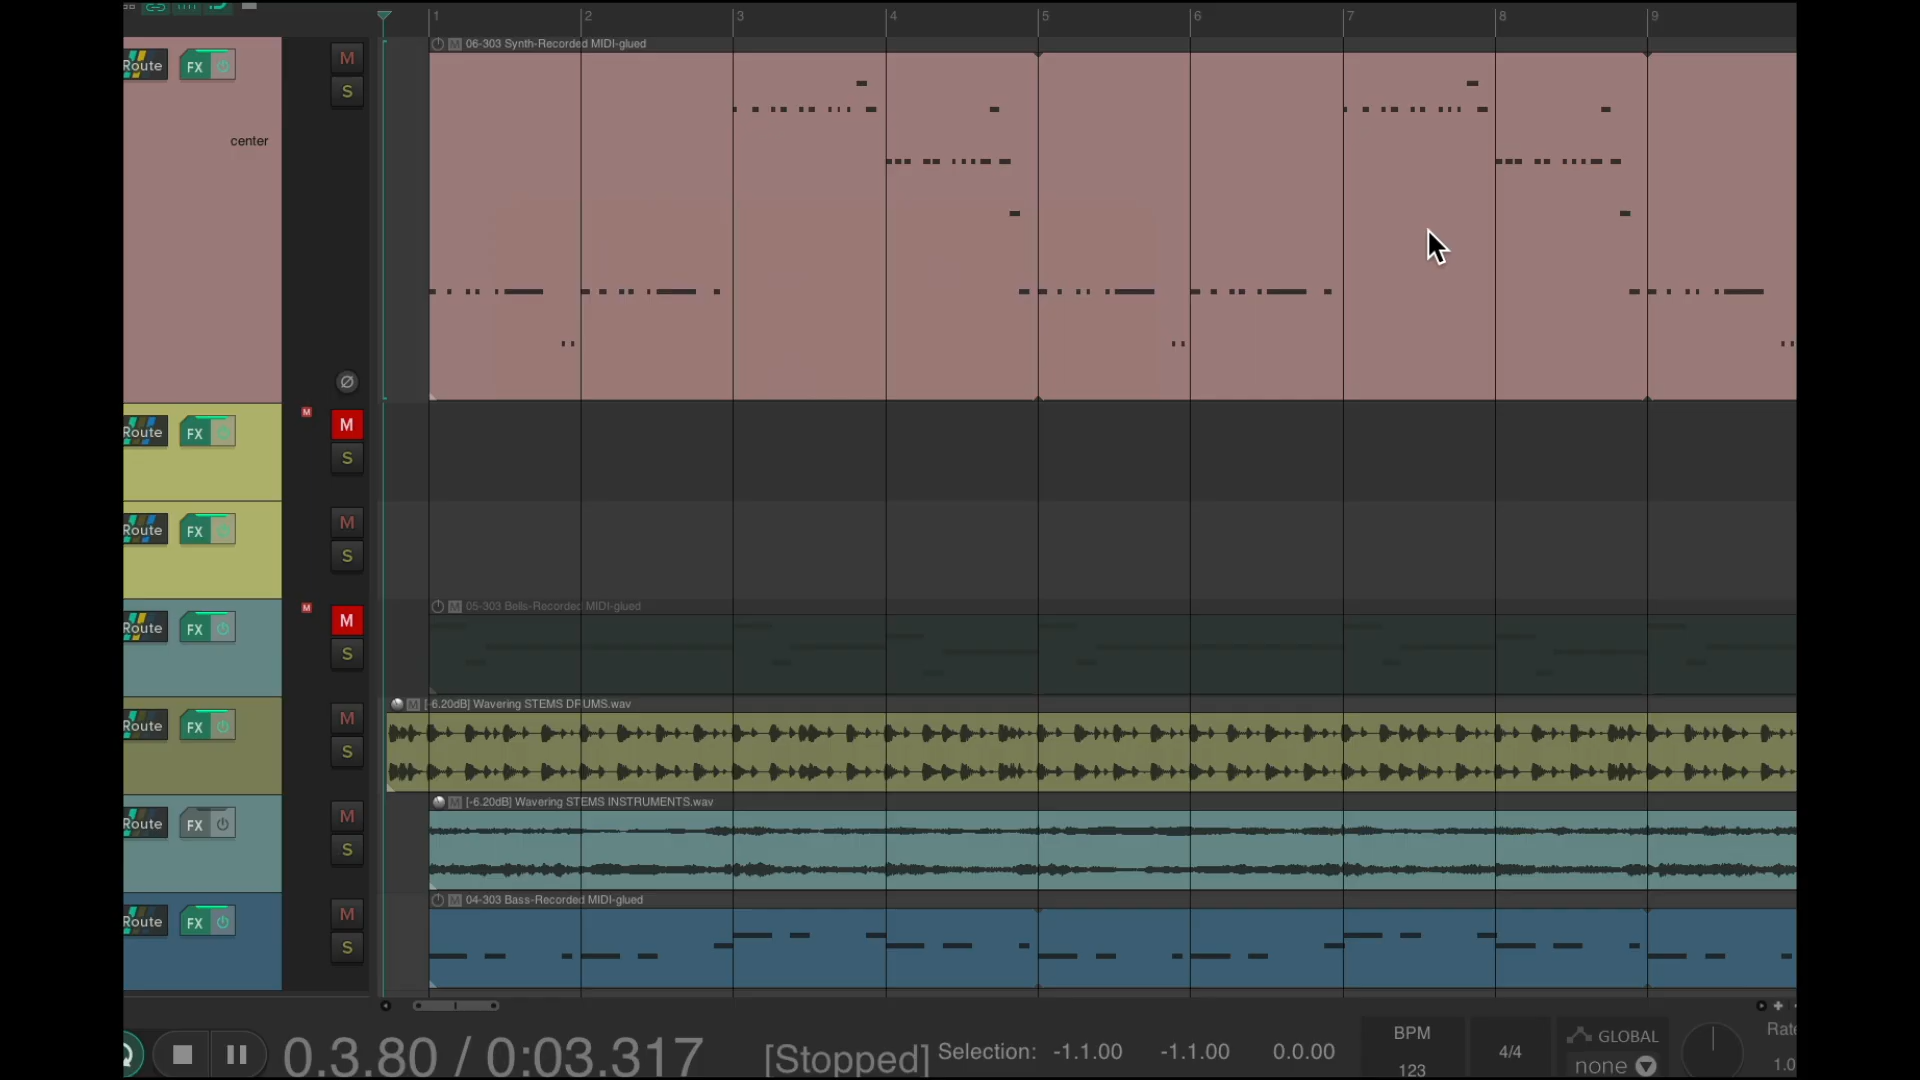 1 2 3 4 5 6 7 8 9
M 06-303 Synth-Recorded MIDI-glued
Route FX M
S
center
Ø
M
Route FX M
S
Route FX M
S
M M 05-303 Bells-Recorded MIDI-glued
Route FX M
S
M [-6.20dB] Wavering STEMS DRUMS.wav
Route FX M
S
M [-6.20dB] Wavering STEMS INSTRUMENTS.wav
Route FX M
S
M 04-303 Bass-Recorded MIDI-glued
Route FX M
S
0.3.80 / 0:03.317 [Stopped] Selection: -1.1.00 -1.1.00 0.0.00
BPM
123
4/4
GLOBAL
none
Rate
1.0